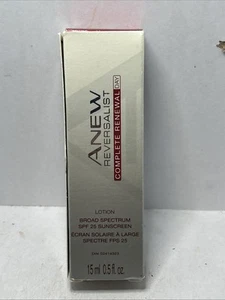 ANEW
REVERSALIST
COMPLETE RENEWAL DAY
LOTION
BROAD SPECTRUM
SPF 25 SUNSCREEN
ÉCRAN SOLAIRE À LARGE
SPECTRE FPS 25
15 ml 0.5 fl. oz.